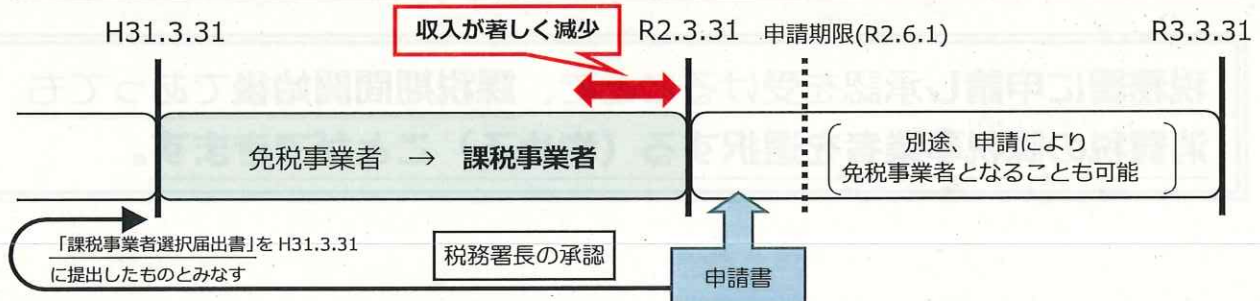 H31.3.31
収入が著しく減少
R2.3.31
申請期限(R2.6.1)
R3.3.31
免税事業者 → 課税事業者
別途、申請により
免税事業者となることも可能
「課税事業者選択届出書」を H31.3.31
に提出したものとみなす
税務署長の承認
申請書